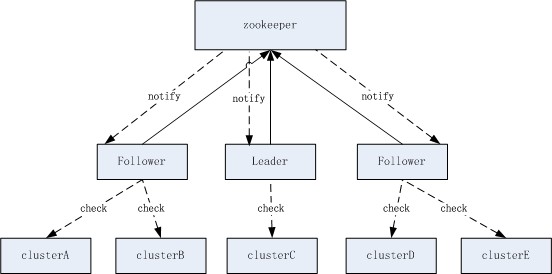 zookeeper
notify
notify
notify
Follower
Leader
Follower
check
check
check
check
check
clusterA
clusterB
clusterC
clusterD
clusterE